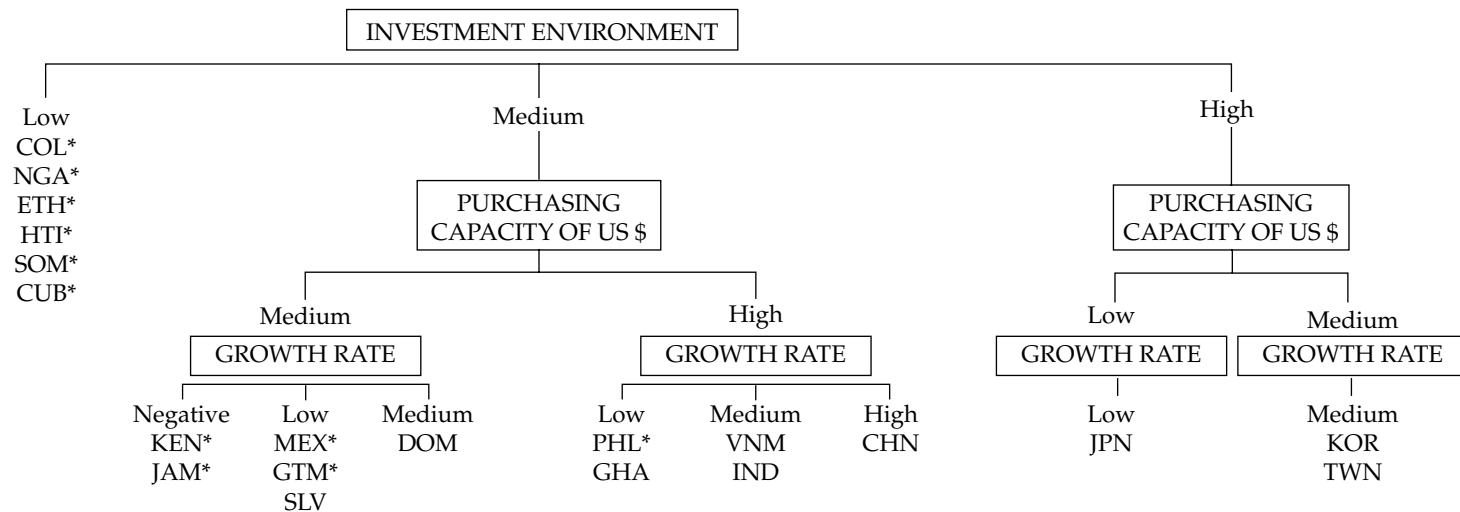 INVESTMENT ENVIRONMENT
Low
COL*
NGA*
ETH*
HTI*
SOM*
CUB*
Medium
PURCHASING
CAPACITY OF US $
Medium
GROWTH RATE
Negative
KEN*
JAM*
Low
MEX*
GTM*
SLV
Medium
DOM
High
GROWTH RATE
Low
PHL*
GHA
Medium
VNM
IND
High
CHN
High
PURCHASING
CAPACITY OF US $
Low
GROWTH RATE
Low
JPN
Medium
GROWTH RATE
Medium
KOR
TWN